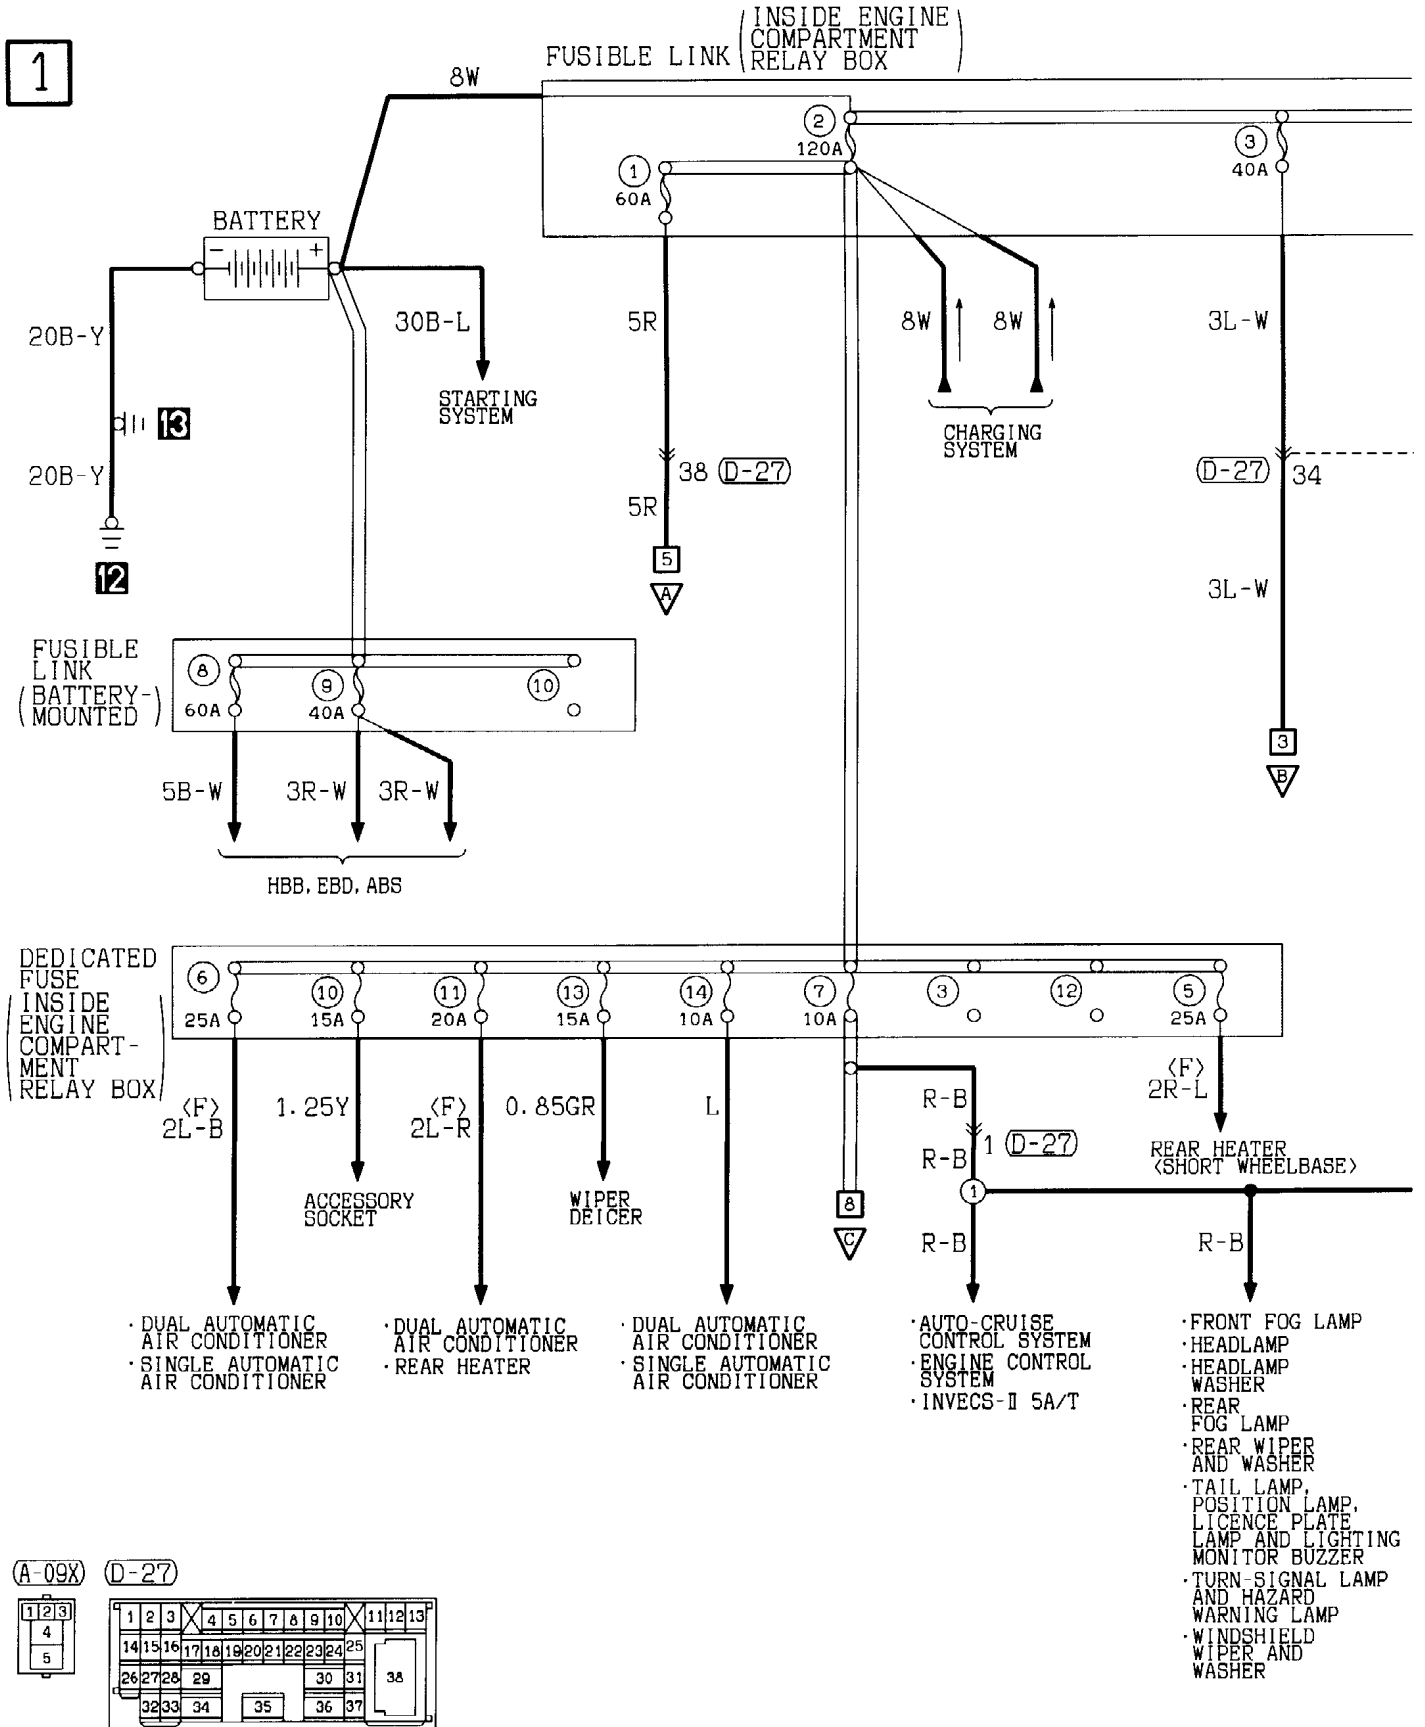 1
FUSIBLE LINK
INSIDE ENGINE
COMPARTMENT
RELAY BOX
8W
2
120A
3
40A
1
60A
BATTERY
-
+
20B-Y
30B-L
5R
8W
8W
3L-W
STARTING
SYSTEM
13
CHARGING
SYSTEM
20B-Y
38
D-27
D-27
34
5R
5
A
12
3L-W
FUSIBLE
LINK
(BATTERY-
MOUNTED)
8
60A
9
40A
10
3
B
5B-W
3R-W
3R-W
HBB, EBD, ABS
DEDICATED
FUSE
INSIDE
ENGINE
COMPART-
MENT
RELAY BOX
6
25A
10
15A
11
20A
13
15A
14
10A
7
10A
3
12
5
25A
<F>
2L-B
1.25Y
<F>
2L-R
0.85GR
L
R-B
<F>
2R-L
1
D-27
R-B
REAR HEATER
<SHORT WHEELBASE>
1
ACCESSORY
SOCKET
WIPER
DEICER
8
C
R-B
R-B
·DUAL AUTOMATIC
AIR CONDITIONER
·SINGLE AUTOMATIC
AIR CONDITIONER
·DUAL AUTOMATIC
AIR CONDITIONER
·REAR HEATER
·DUAL AUTOMATIC
AIR CONDITIONER
·SINGLE AUTOMATIC
AIR CONDITIONER
·AUTO-CRUISE
CONTROL SYSTEM
·ENGINE CONTROL
SYSTEM
·INVECS-Ⅱ 5A/T
·FRONT FOG LAMP
·HEADLAMP
·HEADLAMP
WASHER
·REAR
FOG LAMP
·REAR WIPER
AND WASHER
·TAIL LAMP,
POSITION LAMP,
LICENCE PLATE
LAMP AND LIGHTING
MONITOR BUZZER
·TURN-SIGNAL LAMP
AND HAZARD
WARNING LAMP
·WINDSHIELD
WIPER AND
WASHER
A-09X
1 2 3
4
5
D-27
1 2 3 4 5 6 7 8 9 10 11 12 13
14 15 16 17 18 19 20 21 22 23 24 25
26 27 28 29 30 31 38
32 33 34 35 36 37